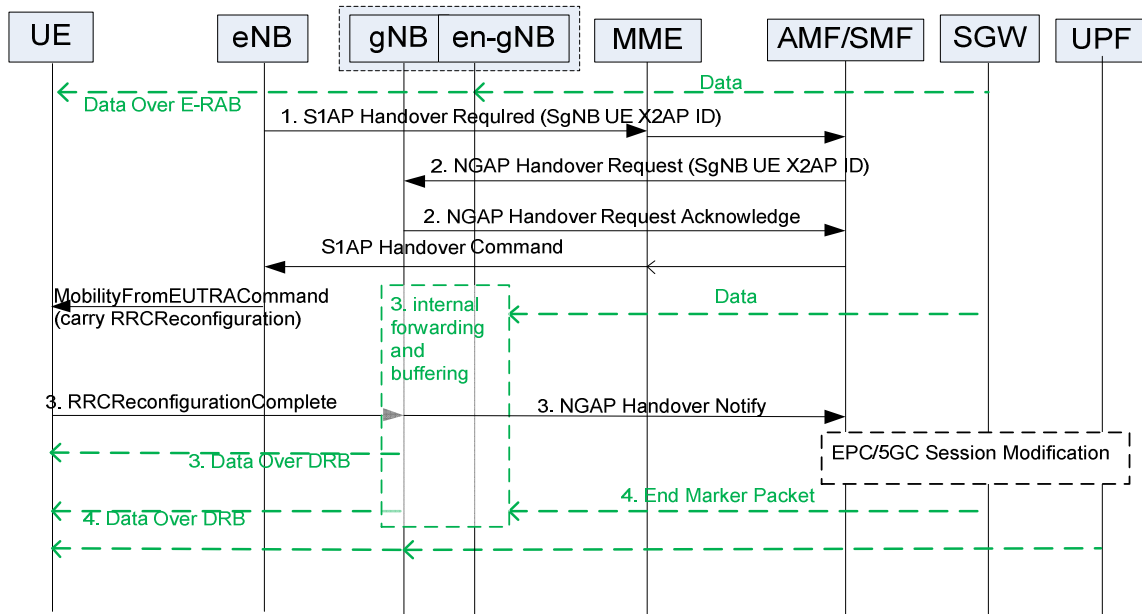 UE
eNB
gNB
en-gNB
MME
AMF/SMF
SGW
UPF
Data
Data Over E-RAB
1. S1AP Handover Required (SgNB UE X2AP ID)
2. NGAP Handover Request (SgNB UE X2AP ID)
2. NGAP Handover Request Acknowledge
S1AP Handover Command
MobilityFromEUTRACommand
(carry RRCReconfiguration)
3. internal
forwarding
and
buffering
Data
3. RRCReconfigurationComplete
3. NGAP Handover Notify
EPC/5GC Session Modification
3. Data Over DRB
4. End Marker Packet
4. Data Over DRB